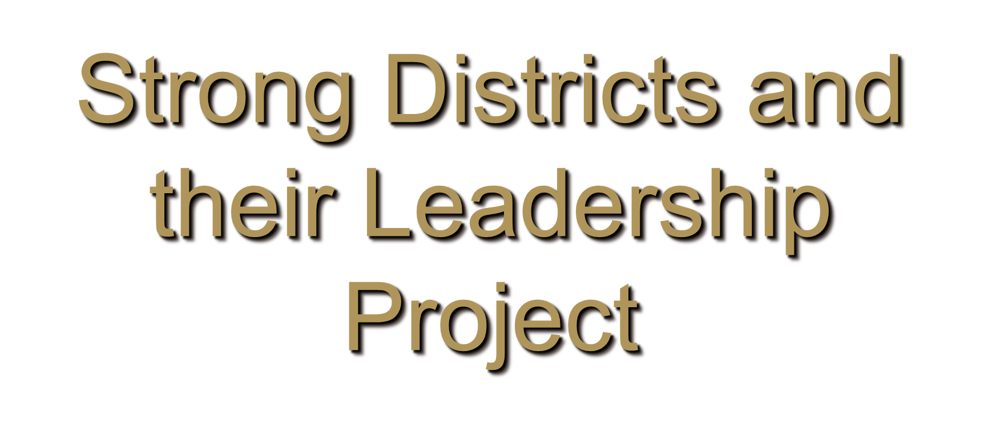 Strong Districts and
their Leadership
Project